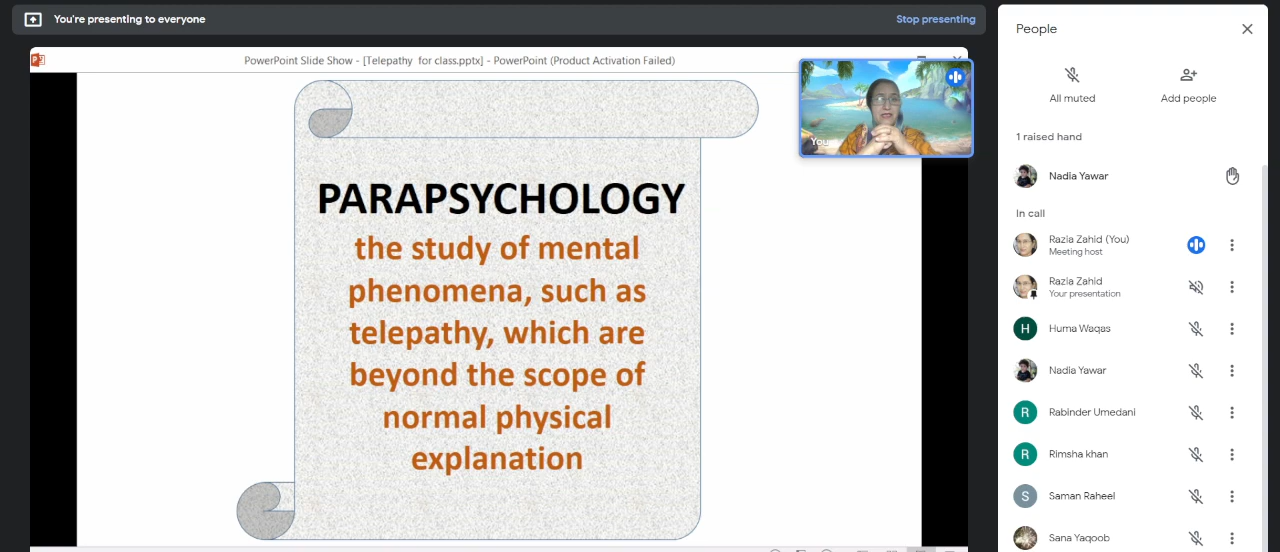 You're presenting to everyone
Stop presenting
PowerPoint Slide Show - [Telepathy for class.pptx] - PowerPoint (Product Activation Failed)
You
PARAPSYCHOLOGY
the study of mental
phenomena, such as
telepathy, which are
beyond the scope of
normal physical
explanation
People
All muted
Add people
1 raised hand
Nadia Yawar
In call
Razia Zahid (You)
Meeting host
Razia Zahid
Your presentation
H
Huma Waqas
Nadia Yawar
R
Rabinder Umedani
R
Rimsha khan
S
Saman Raheel
Sana Yaqoob